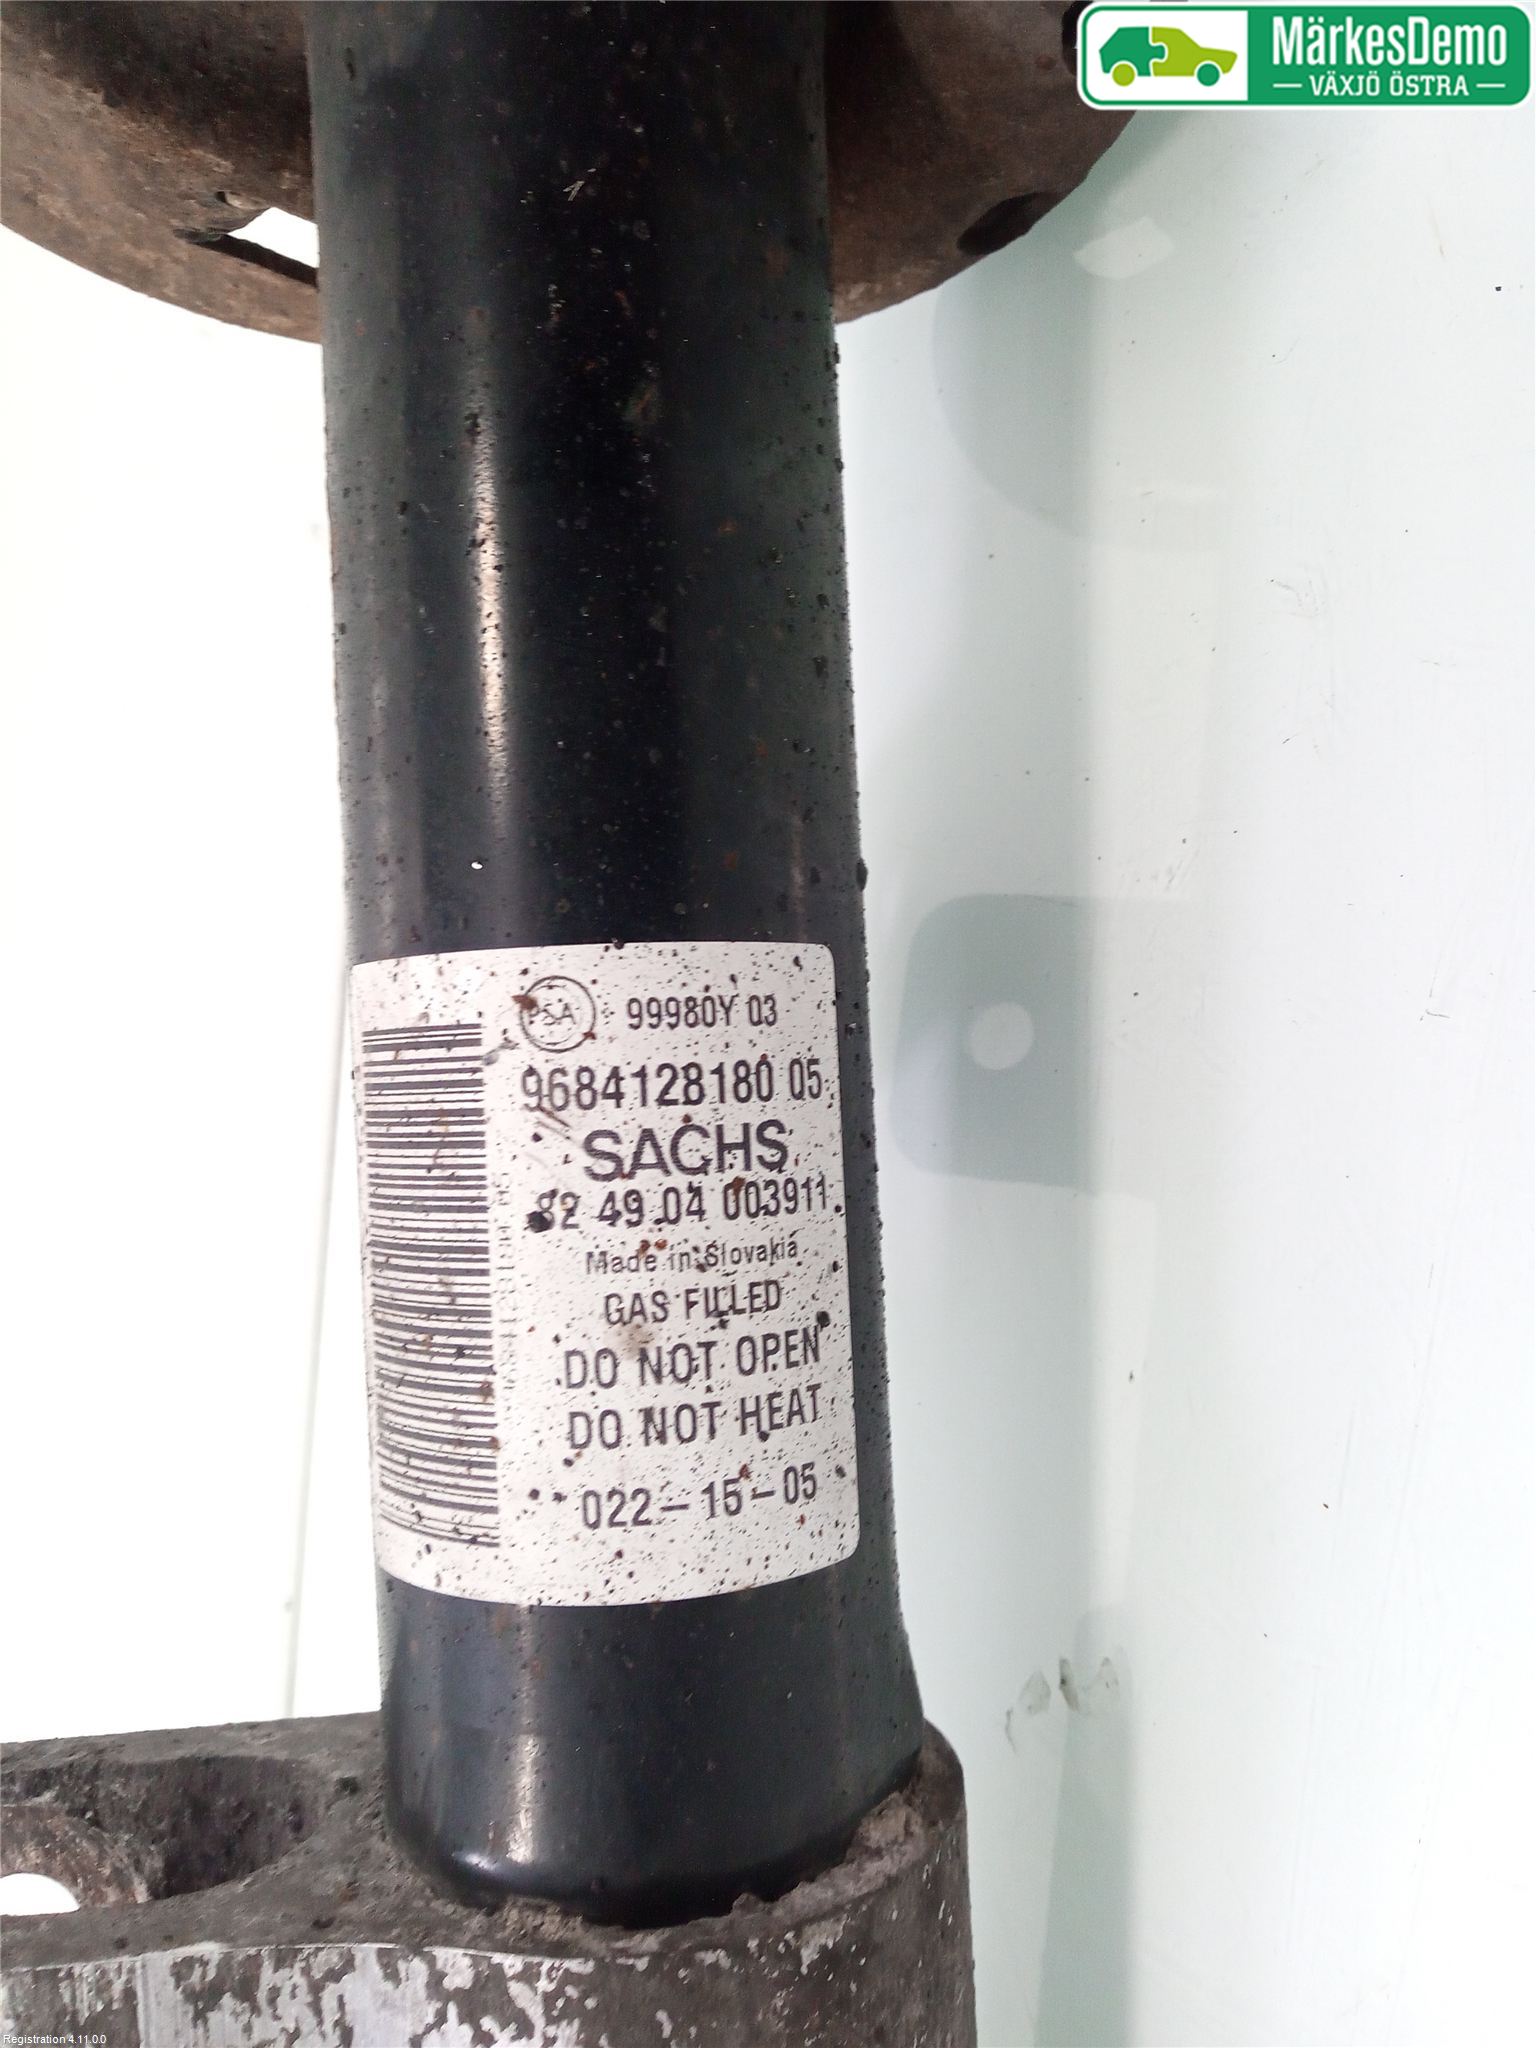 MärkesDemo
VÄXJÖ ÖSTRA
PSA 99980Y 03
9684128180 05
SACHS
82 49 04 003911
Made in Slovakia
GAS FILLED
DO NOT OPEN
DO NOT HEAT
022-15-05
Registration 4.11.0.0